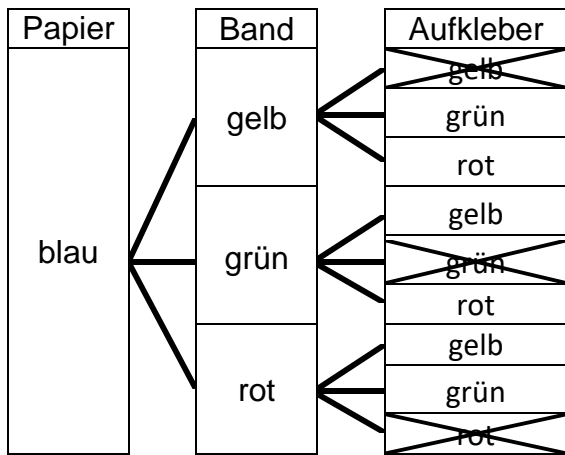 Papier Band Aufkleber
gelb
gelb grün
rot
gelb
blau grün grün
rot
gelb
rot grün
rot